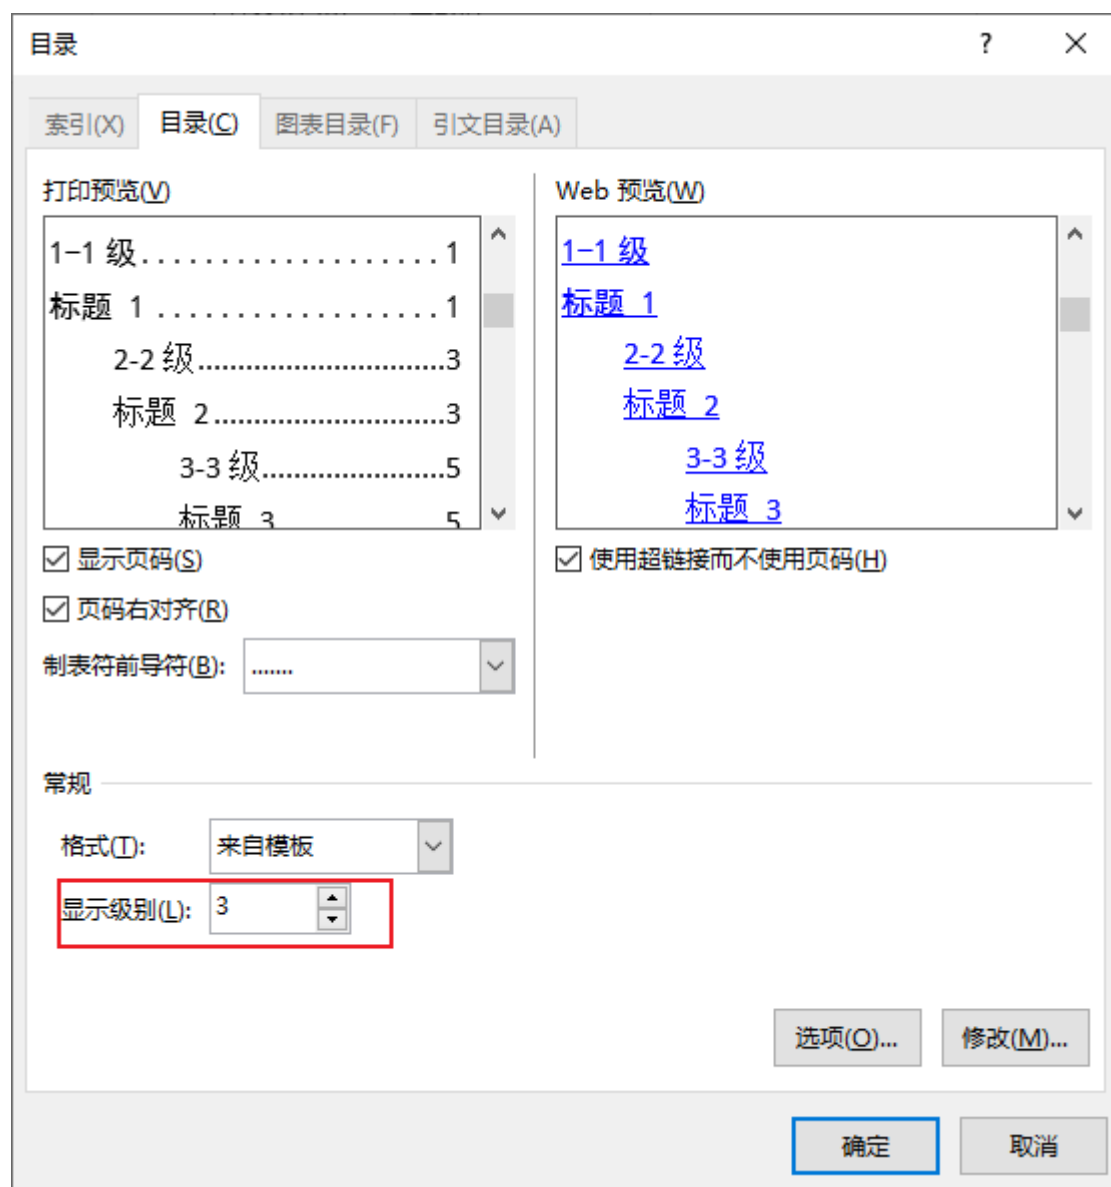 目录 ?
索引(X) 目录(C) 图表目录(F) 引文目录(A)
打印预览(V)
1-1 级....................1
标题 1...................1
2-2 级............................3
标题 2..........................3
3-3 级.....................5
标题 3 5
显示页码(S)
页码右对齐(R)
制表符前导符(B): .......
Web 预览(W)
1-1 级
标题 1
2-2 级
标题 2
3-3 级
标题 3
使用超链接而不使用页码(H)
常规
格式(T): 来自模板
显示级别(L): 3
选项(O)... 修改(M)...
确定 取消